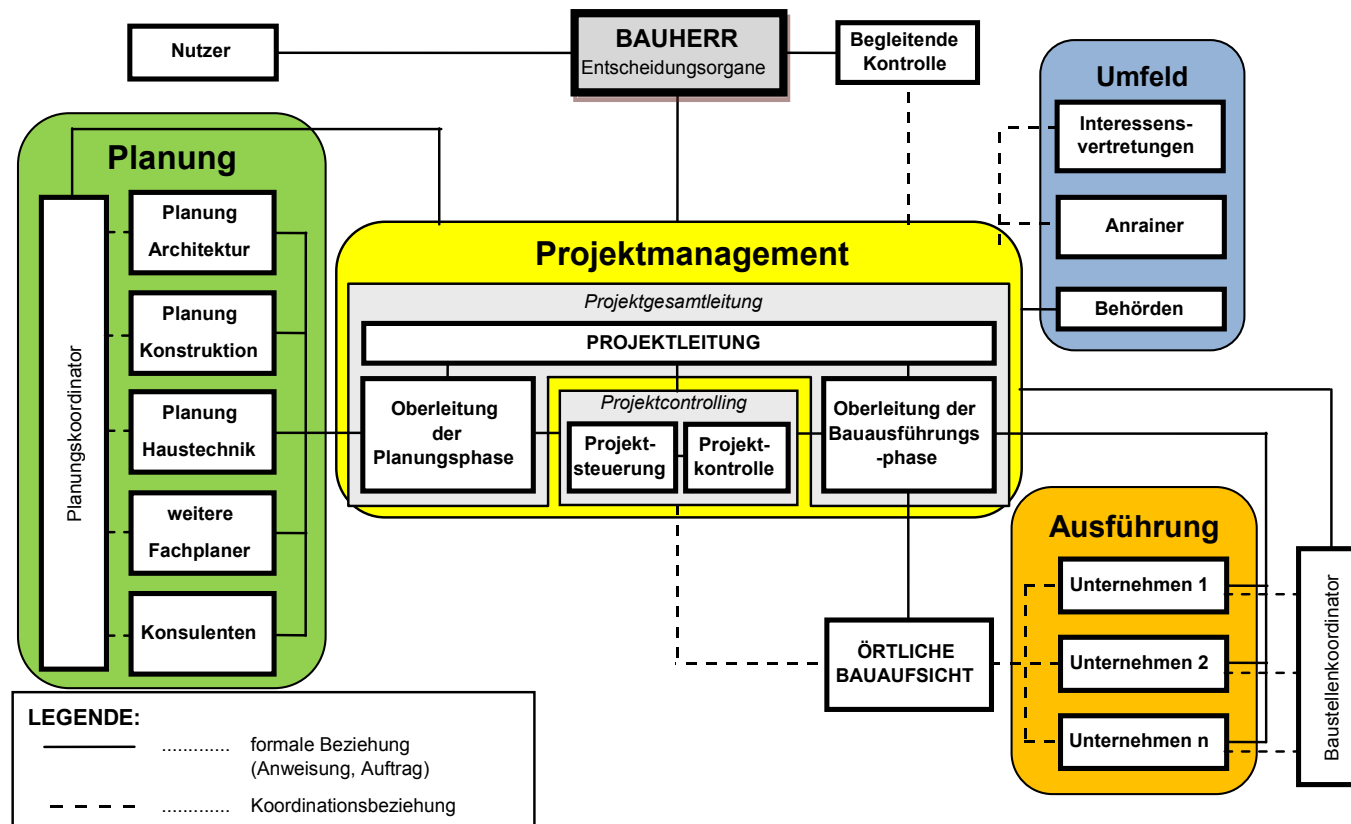 Nutzer
BAUHERR
Entscheidungsorgane
Begleitende
Kontrolle
Umfeld
Interessens-
vertretungen
Anrainer
Behörden
Planung
Planungskoordinator
Planung
Architektur
Planung
Konstruktion
Planung
Haustechnik
weitere
Fachplaner
Konsulenten
Projektmanagement
Projektgesamtleitung
PROJEKTLEITUNG
Oberleitung
der
Planungsphase
Projektcontrolling
Projekt-
steuerung
Projekt-
kontrolle
Oberleitung der
Bauausführungs
-phase
ÖRTLICHE
BAUAUFSICHT
Ausführung
Unternehmen 1
Unternehmen 2
Unternehmen n
Baustellenkoordinator
LEGENDE:
............. formale Beziehung
(Anweisung, Auftrag)
............. Koordinationsbeziehung